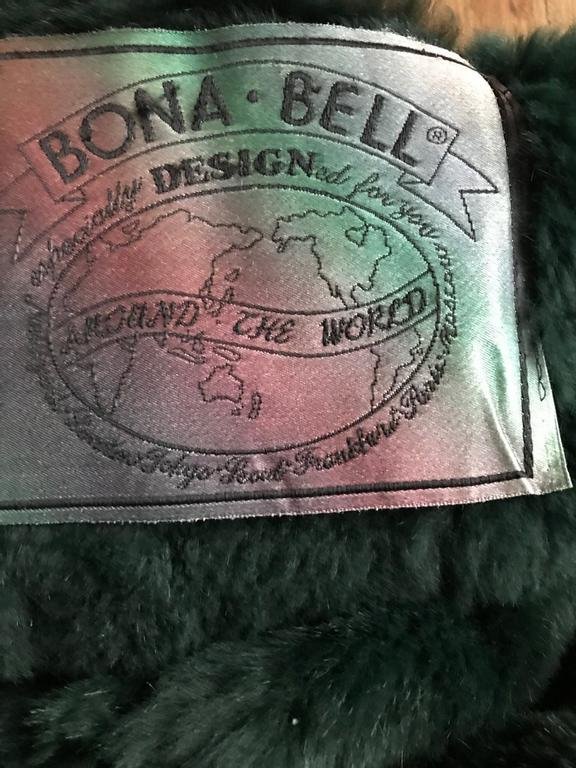 BONA · BELL®
especially DESIGNed for you
AROUND THE WORLD
London Tokyo Seoul Frankfurt Paris